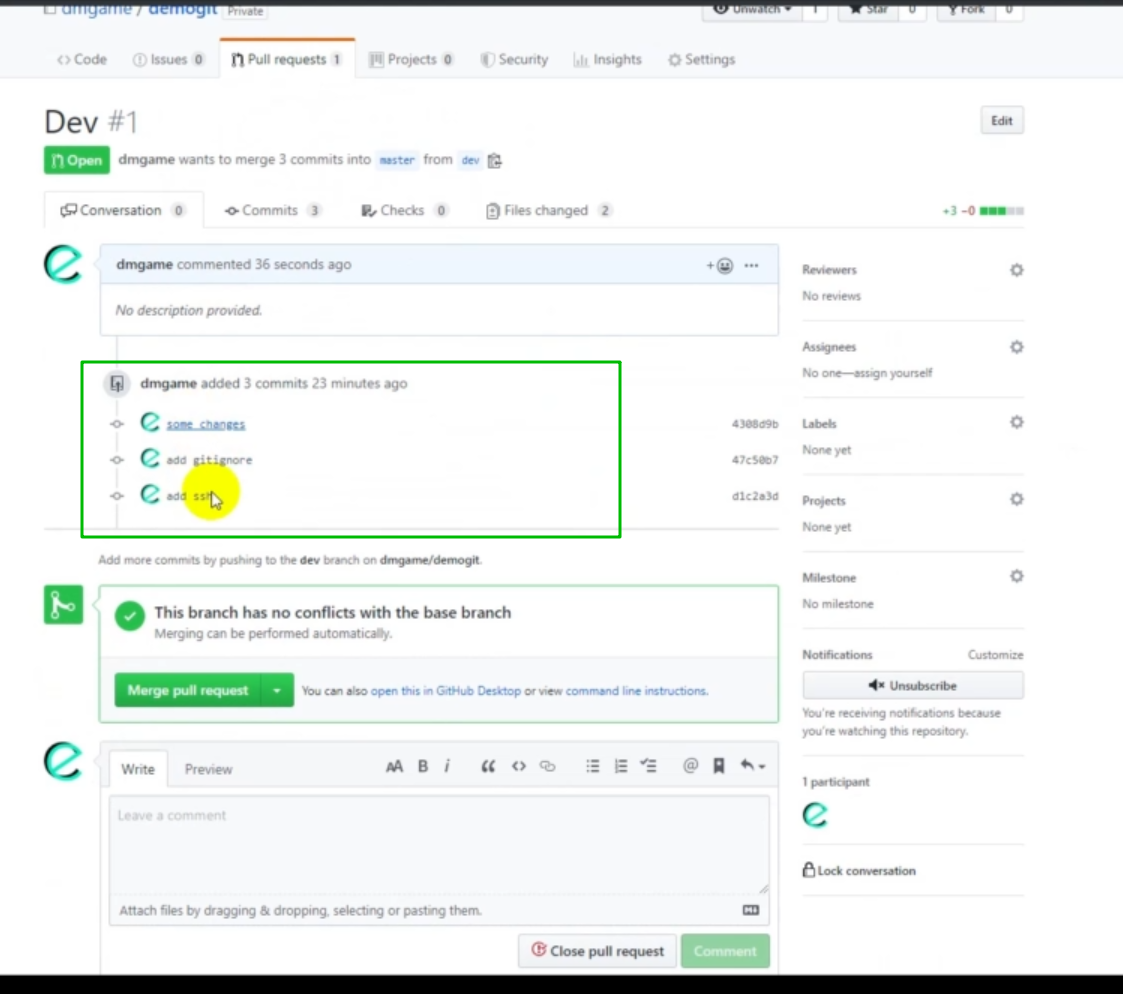 dmgame / demogit Private
Unwatch 1 Star 0 Fork 0
Code Issues 0 Pull requests 1 Projects 0 Security Insights Settings
Dev #1
Edit
Open dmgame wants to merge 3 commits into master from dev
Conversation 0 Commits 3 Checks 0 Files changed 2
+3 −0
dmgame commented 36 seconds ago
No description provided.
dmgame added 3 commits 23 minutes ago
some changes 4308d9b
add gitignore 47c50b7
add ssh d1c2a3d
Add more commits by pushing to the dev branch on dmgame/demogit.
This branch has no conflicts with the base branch
Merging can be performed automatically.
Merge pull request You can also open this in GitHub Desktop or view command line instructions.
Write Preview
AA B i
Leave a comment
Attach files by dragging & dropping, selecting or pasting them.
Close pull request Comment
Reviewers
No reviews
Assignees
No one—assign yourself
Labels
None yet
Projects
None yet
Milestone
No milestone
Notifications Customize
Unsubscribe
You're receiving notifications because
you're watching this repository.
1 participant
Lock conversation